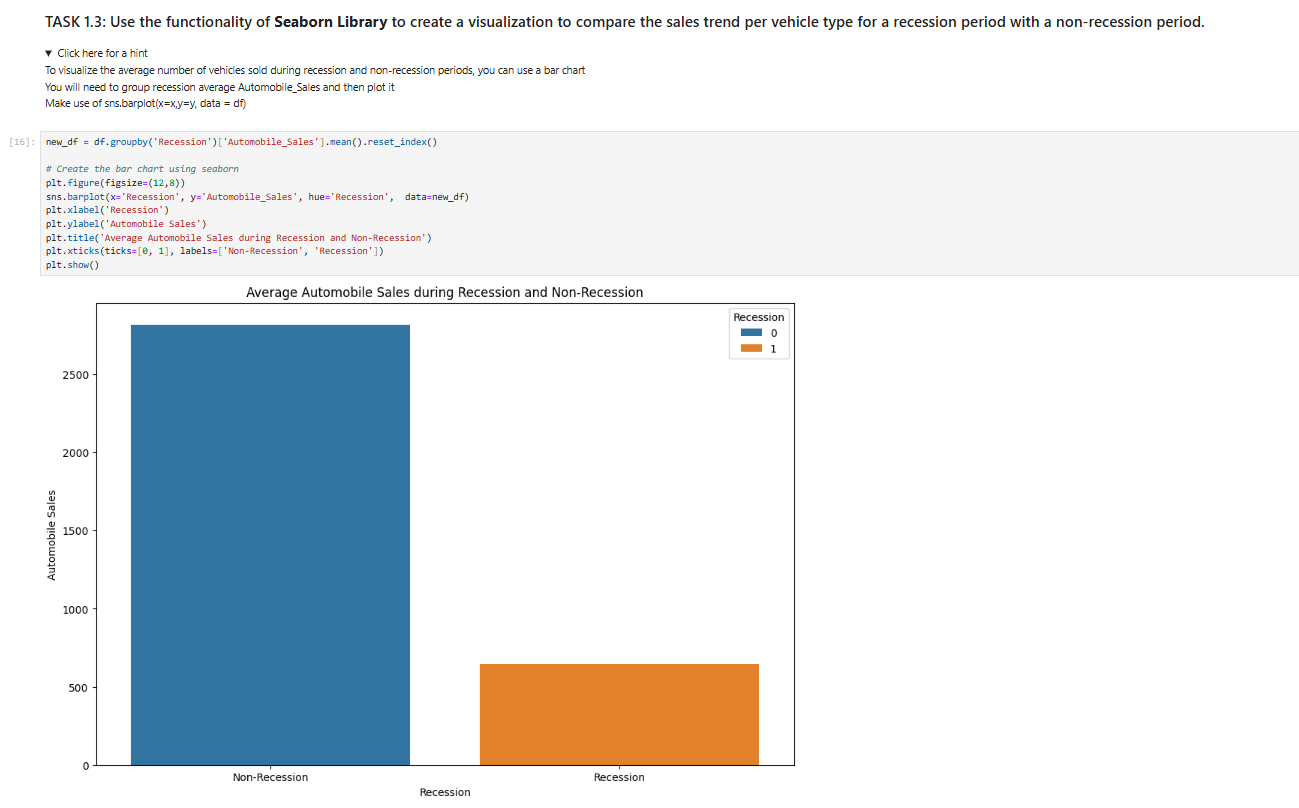 TASK 1.3: Use the functionality of Seaborn Library to create a visualization to compare the sales trend per vehicle type for a recession period with a non-recession period.
▼ Click here for a hint
To visualize the average number of vehicles sold during recession and non-recession periods, you can use a bar chart
You will need to group recession average Automobile_Sales and then plot it
Make use of sns.barplot(x=x,y=y, data = df)
[16]: new_df = df.groupby('Recession')['Automobile_Sales'].mean().reset_index()
# Create the bar chart using seaborn
plt.figure(figsize=(12,8))
sns.barplot(x='Recession', y='Automobile_Sales', hue='Recession',  data=new_df)
plt.xlabel('Recession')
plt.ylabel('Automobile Sales')
plt.title('Average Automobile Sales during Recession and Non-Recession')
plt.xticks(ticks=[0, 1], labels=['Non-Recession', 'Recession'])
plt.show()
Average Automobile Sales during Recession and Non-Recession
Recession
0
1
2500
2000
1500
1000
500
0
Automobile Sales
Non-Recession
Recession
Recession